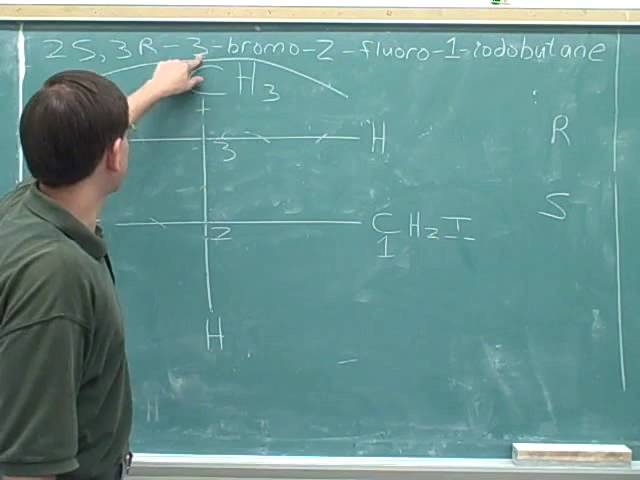 2S,3R-3-bromo-2-fluoro-1-iodobutane
CH3
H
R
3
S
CH2I
2
1
H